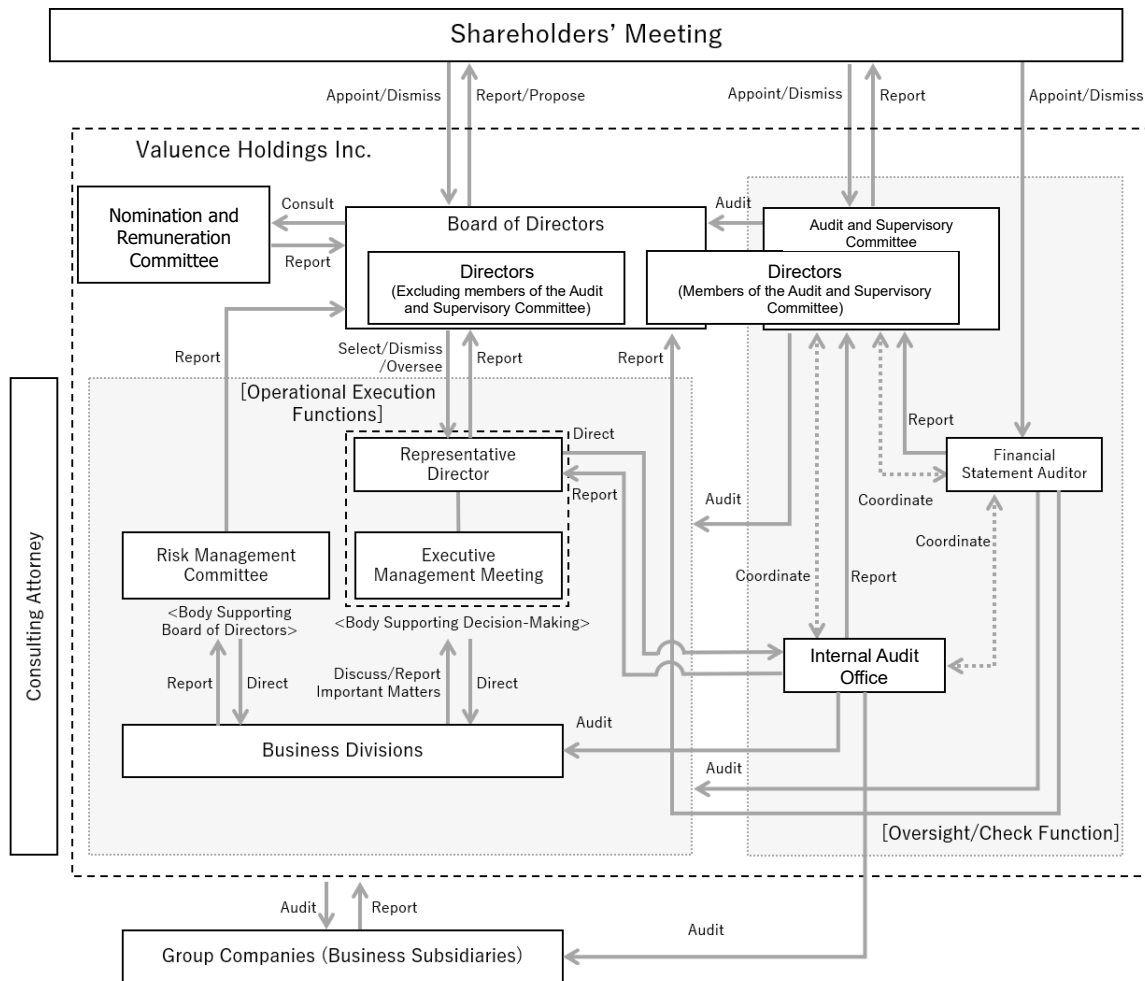 Shareholders’ Meeting
Appoint/Dismiss
Report/Propose
Appoint/Dismiss
Report
Appoint/Dismiss
Valuence Holdings Inc.
Nomination and
Remuneration
Committee
Consult
Report
Board of Directors
Audit
Audit and Supervisory
Committee
Directors
(Excluding members of the Audit
and Supervisory Committee)
Directors
(Members of the Audit and Supervisory
Committee)
Report
Select/Dismiss
/Oversee
Report
Report
[Operational Execution
Functions]
Representative
Director
Direct
Report
Report
Financial
Statement Auditor
Audit
Coordinate
Coordinate
Consulting Attorney
Risk Management
Committee
Executive
Management Meeting
Coordinate
Report
<Body Supporting
Board of Directors>
<Body Supporting Decision-Making>
Internal Audit
Office
Report
Direct
Discuss/Report
Important Matters
Direct
Business Divisions
Audit
Audit
[Oversight/Check Function]
Audit
Report
Audit
Group Companies (Business Subsidiaries)